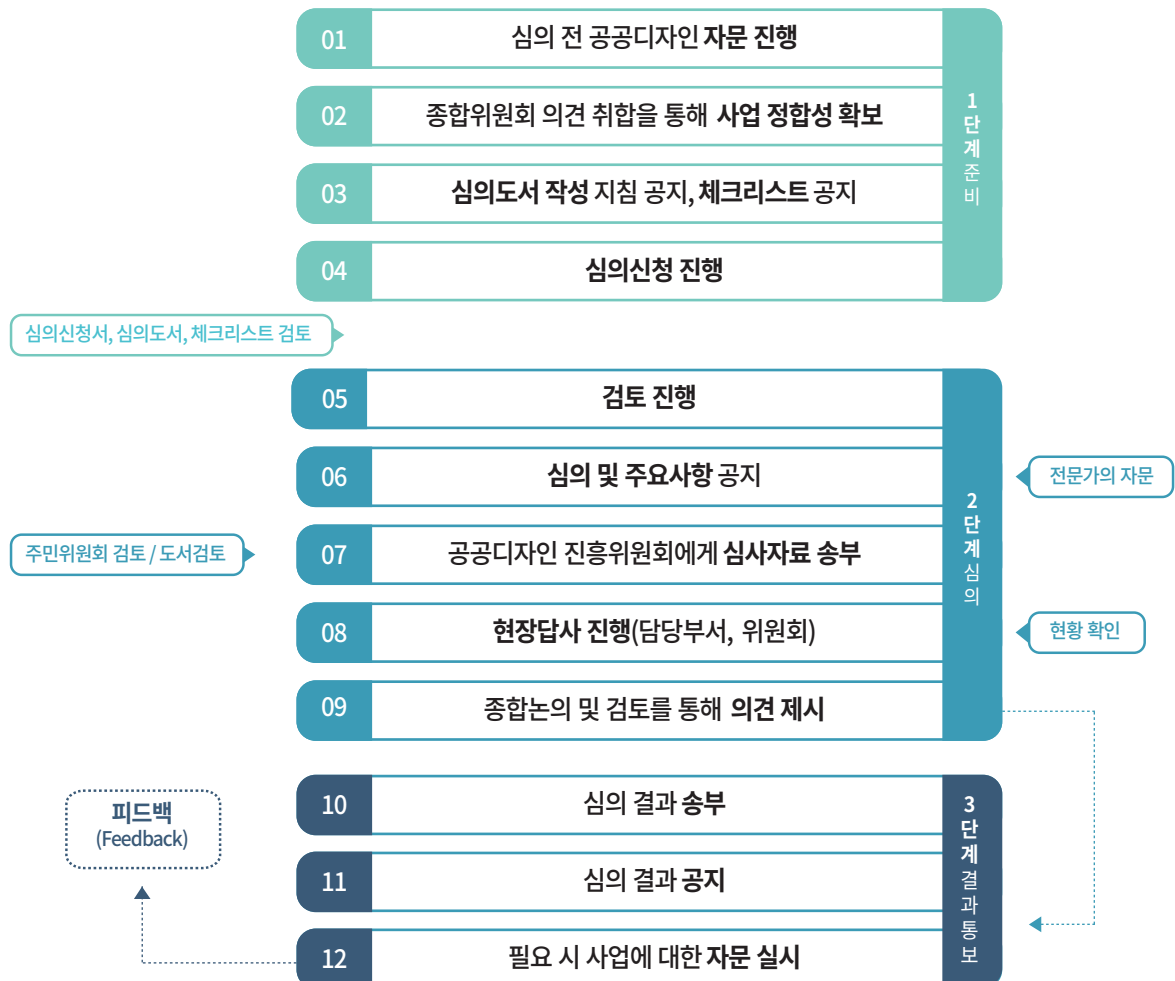 01 심의 전 공공디자인 자문 진행
02 종합위원회 의견 취합을 통해 사업 정합성 확보
03 심의도서 작성 지침 공지, 체크리스트 공지
04 심의신청 진행
1단계준비
심의신청서, 심의도서, 체크리스트 검토
05 검토 진행
06 심의 및 주요사항 공지
전문가의 자문
주민위원회 검토 / 도서검토
07 공공디자인 진흥위원회에게 심사자료 송부
08 현장답사 진행(담당부서, 위원회)
현황 확인
09 종합논의 및 검토를 통해 의견 제시
2단계심의
10 심의 결과 송부
피드백
(Feedback)
11 심의 결과 공지
12 필요 시 사업에 대한 자문 실시
3단계결과통보